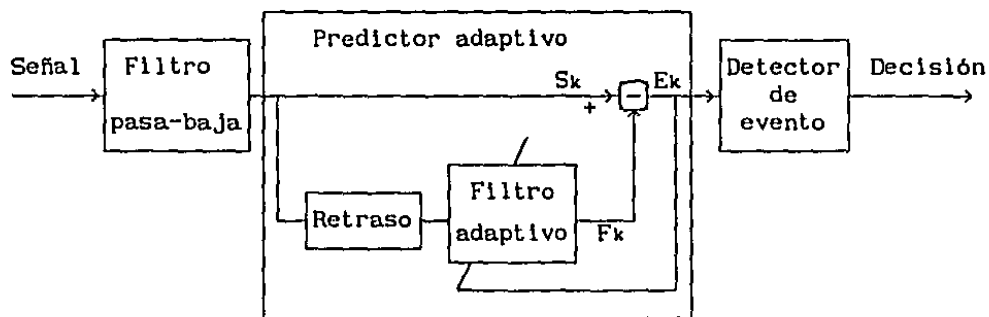 Predictor adaptivo
Señal
Filtro
pasa-baja
Sk
+
-
Ek
Detector
de
evento
Decisión
Retraso
Filtro
adaptivo
Fk